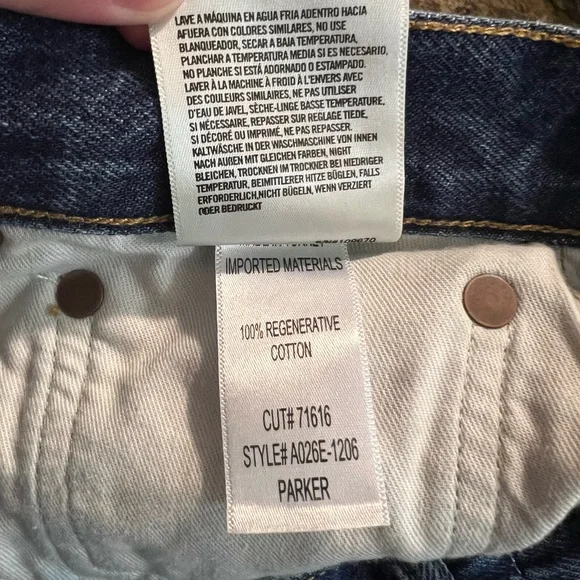 LAVE A MÁQUINA EN AGUA FRIA ADENTRO HACIA
AFUERA CON COLORES SIMILARES, NO USE
BLANQUEADOR, SECAR A BAJA TEMPERATURA,
PLANCHAR A TEMPERATURA MEDIA SI ES NECESARIO,
NO PLANCHE SI ESTÁ ADORNADO O ESTAMPADO.
LAVER À LA MACHINE À FROID À L'ENVERS AVEC
DES COULEURS SIMILAIRES, NE PAS UTILISER
D'EAU DE JAVEL, SÈCHE-LINGE BASSE TEMPERATURE.
SI NÉCESSAIRE, REPASSER SUR REGLAGE TIEDE,
SI DÉCORÉ OU IMPRIMÉ, NE PAS REPASSER.
KALTWÄSCHE IN DER WASCHMASCHINE VON INNEN
NACH AUßEN MIT GLEICHEN FARBEN, NIGHT
BLEICHEN, TROCKNEN IM TROCKNER BEI NIEDRIGER
TEMPERATUR, BEIMITTLERER HITZE BÜGELN, FALLS
ERFORDERLICH.NICHT BÜGELN, WENN VERZIERT
ODER BEDRUCKT
IMPORTED MATERIALS
100% REGENERATIVE
COTTON
CUT# 71616
STYLE# A026E-1206
PARKER